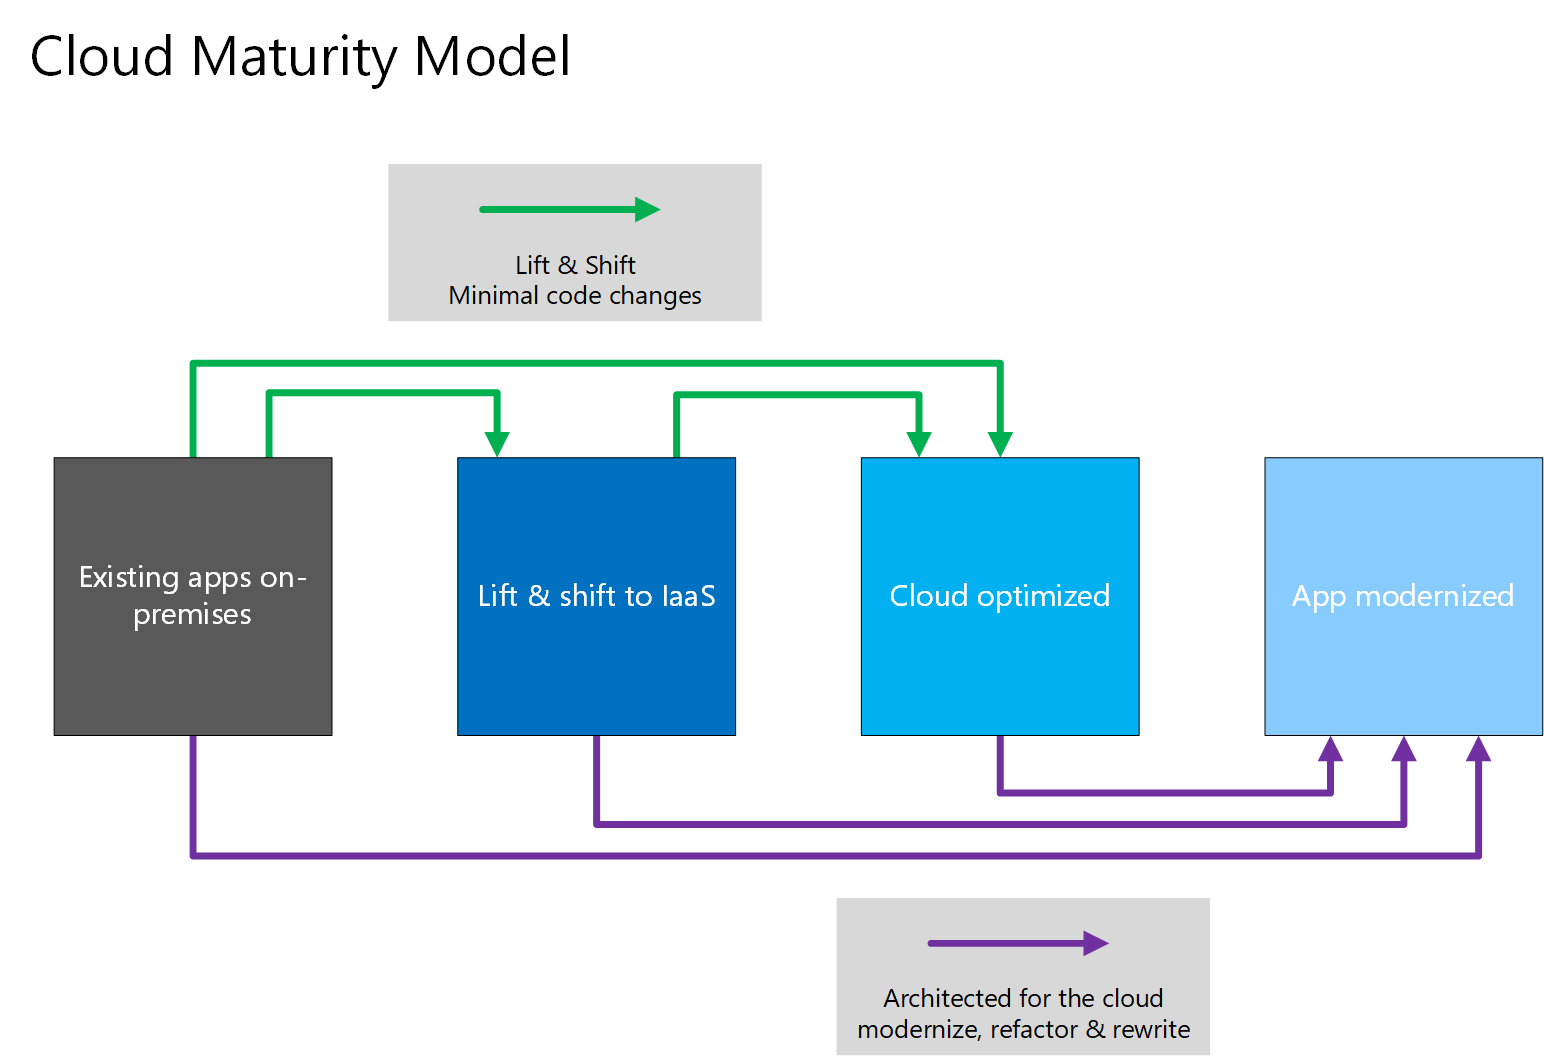 Cloud Maturity Model
Lift & Shift
Minimal code changes
Existing apps on-
premises
Lift & shift to IaaS
Cloud optimized
App modernized
Architected for the cloud
modernize, refactor & rewrite